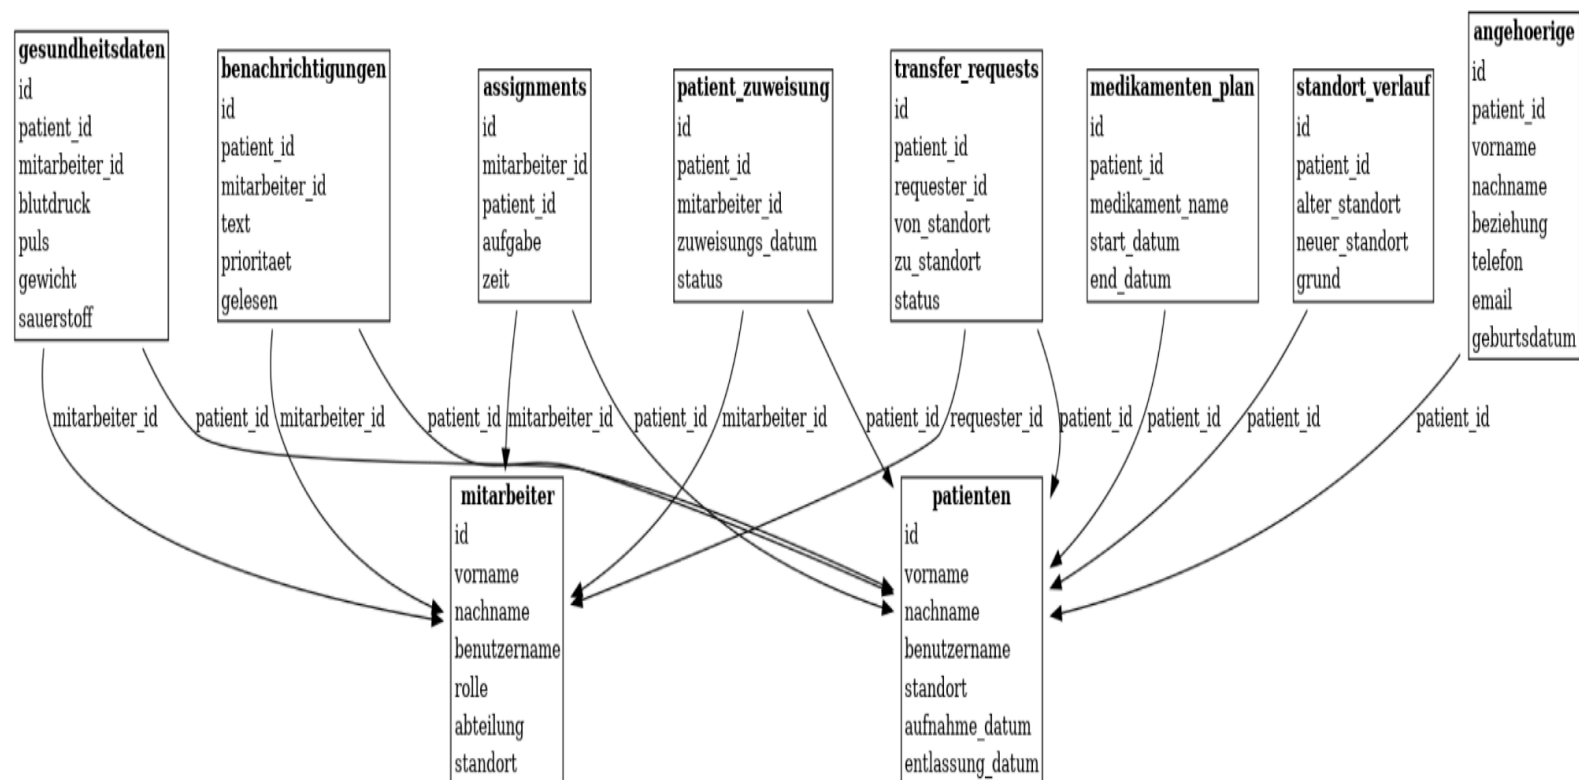 gesundheitsdaten
id
patient_id
mitarbeiter_id
blutdruck
puls
gewicht
sauerstoff
benachrichtigungen
id
patient_id
mitarbeiter_id
text
prioritaet
gelesen
assignments
id
mitarbeiter_id
patient_id
aufgabe
zeit
patient_zuweisung
id
patient_id
mitarbeiter_id
zuweisungs_datum
status
transfer_requests
id
patient_id
requester_id
von_standort
zu_standort
status
medikamenten_plan
id
patient_id
medikament_name
start_datum
end_datum
standort_verlauf
id
patient_id
alter_standort
neuer_standort
grund
angehoerige
id
patient_id
vorname
nachname
beziehung
telefon
email
geburtsdatum
mitarbeiter_id
patient_id
mitarbeiter_id
patient_id
mitarbeiter_id
patient_id
mitarbeiter_id
patient_id
requester_id
patient_id
patient_id
patient_id
patient_id
mitarbeiter
id
vorname
nachname
benutzername
rolle
abteilung
standort
patienten
id
vorname
nachname
benutzername
standort
aufnahme_datum
entlassung_datum